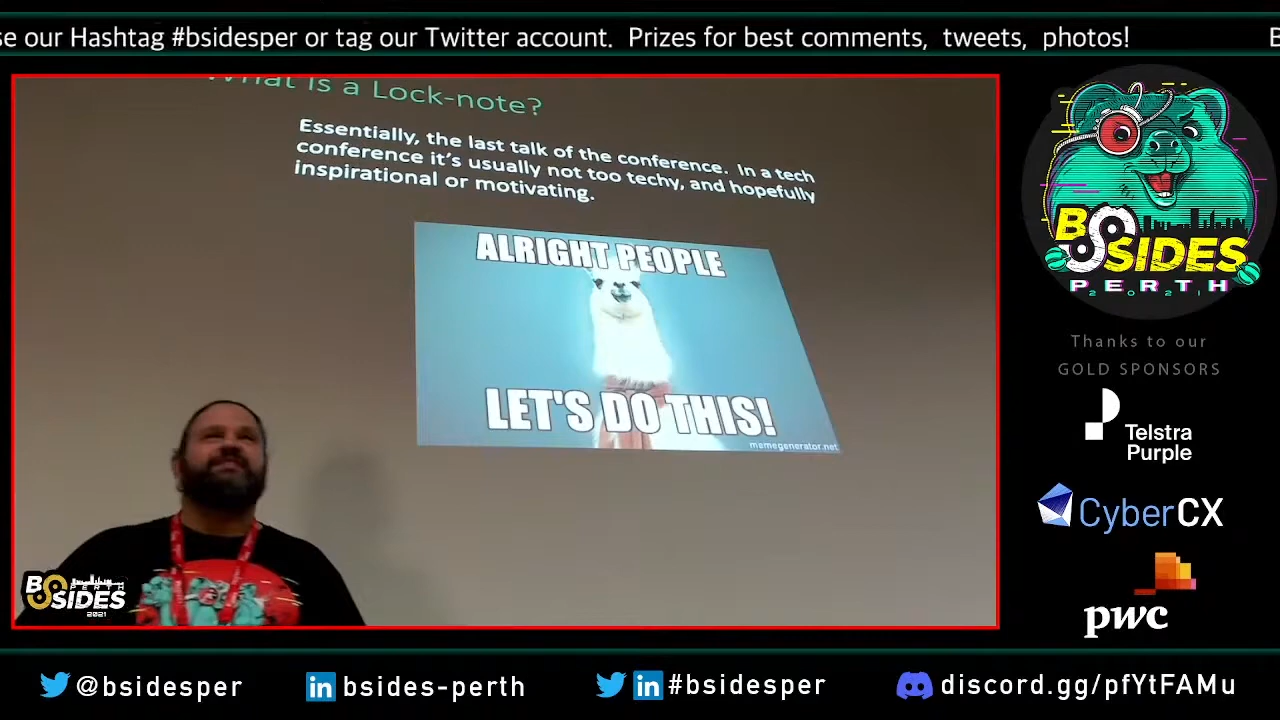 se our Hashtag #bsidesper or tag our Twitter account. Prizes for best comments, tweets, photos!
What is a Lock-note?
Essentially, the last talk of the conference. In a tech
conference it's usually not too techy, and hopefully
inspirational or motivating.
ALRIGHT PEOPLE
LET'S DO THIS!
memegenerator.net
BSIDES
PERTH
2021
BSIDES
PERTH
2021
Thanks to our
GOLD SPONSORS
Telstra
Purple
CyberCX
pwc
@bsidesper
bsides-perth
#bsidesper
discord.gg/pfYtFAMu